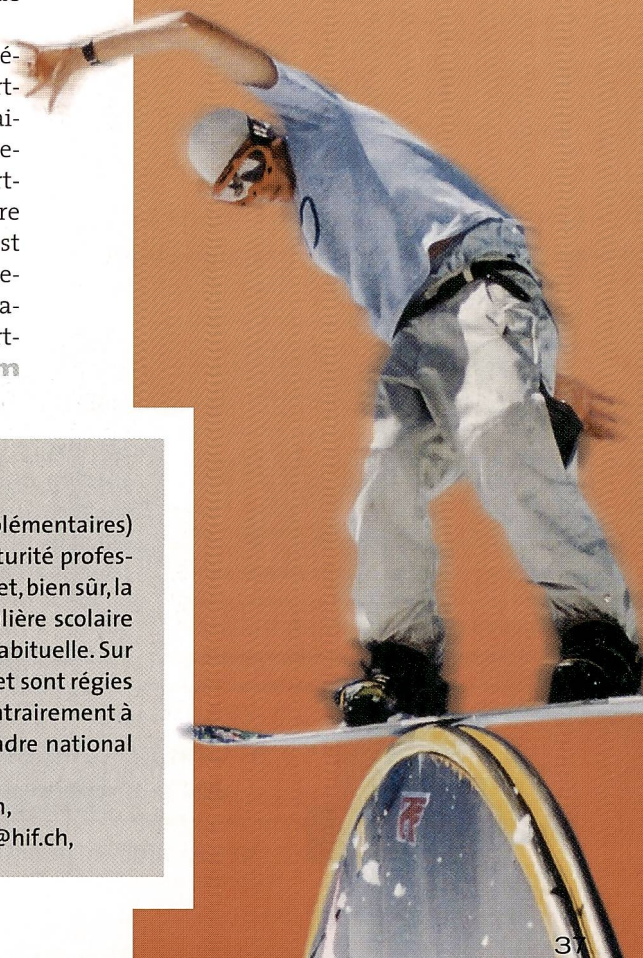 é-
rt-
ai-
e-
rt-
re
est
e-
a-
rt-
m
plémentaires)
turité profes-
et, bien sûr, la
lière scolaire
abituelle. Sur
et sont régies
ntrairement à
adre national
n,
@hif.ch,
37